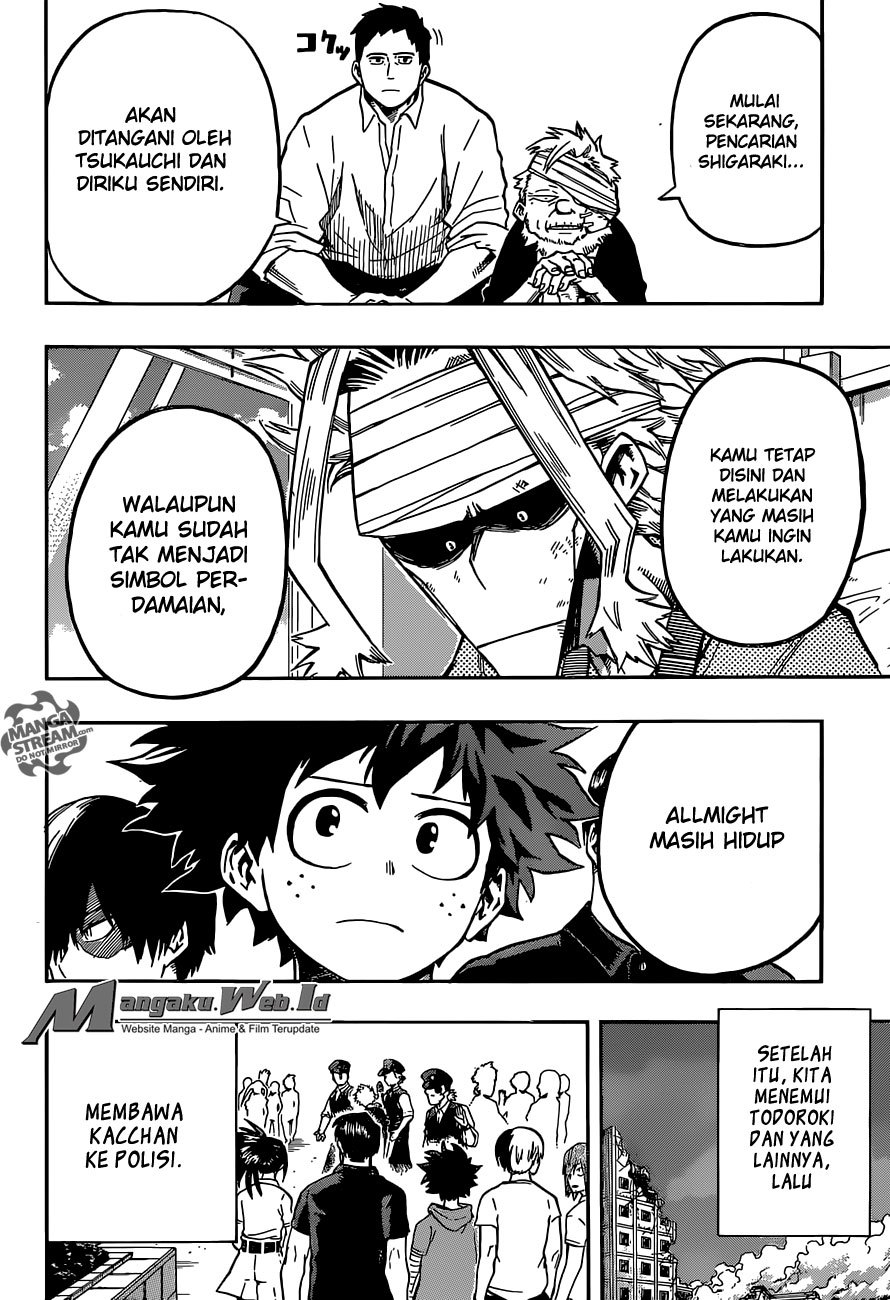 MULAI
SEKARANG,
PENCARIAN
SHIGARAKI...
コクッ
AKAN
DITANGANI OLEH
TSUKAUCHI DAN
DIRIKU SENDIRI.
KAMU TETAP
DISINI DAN
MELAKUKAN
YANG MASIH
KAMU INGIN
LAKUKAN.
WALAUPUN
KAMU SUDAH
TAK MENJADI
SIMBOL PER-
DAMAIAN,
MANGA
STREAM.com
DO NOT MIRROR
ALLMIGHT
MASIH HIDUP
Mangaku.Web.Id
Website Manga - Anime & Film Terupdate
SETELAH
ITU, KITA
MENEMUI
TODOROKI
DAN YANG
LAINNYA,
LALU
MEMBAWA
KACCHAN
KE POLISI.